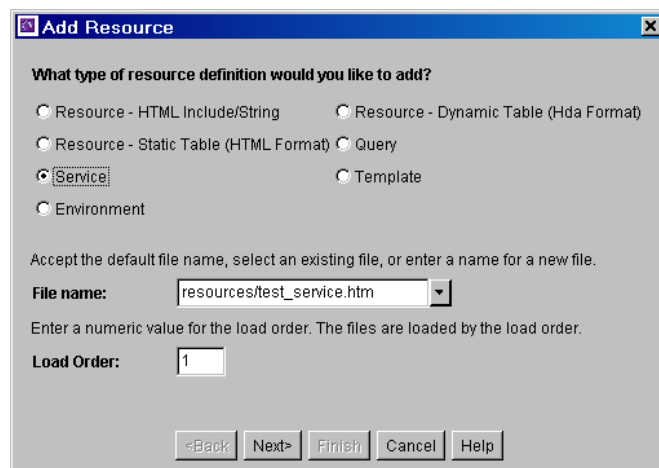 Add Resource
What type of resource definition would you like to add?
Resource - HTML Include/String Resource - Dynamic Table (Hda Format)
Resource - Static Table (HTML Format) Query
Service Template
Environment
Accept the default file name, select an existing file, or enter a name for a new file.
File name: resources/test_service.htm
Enter a numeric value for the load order. The files are loaded by the load order.
Load Order: 1
<Back Next> Finish Cancel Help